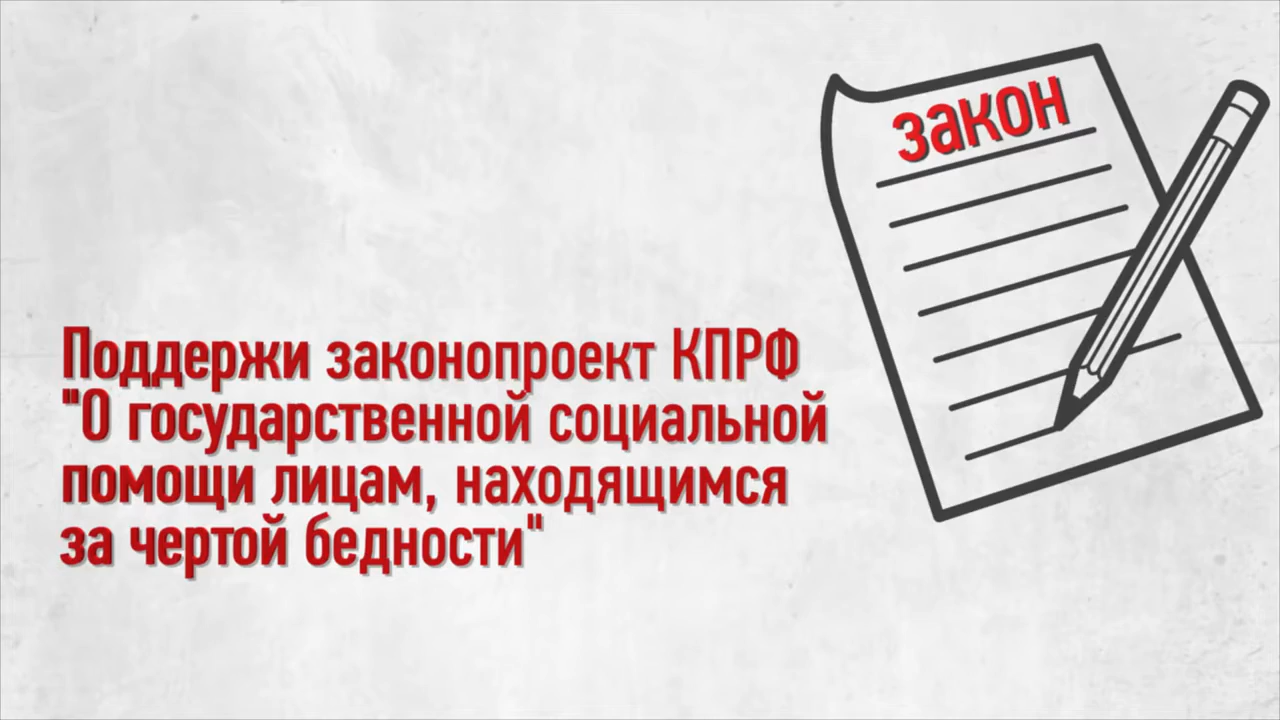 закон
Поддержи законопроект КПРФ
"О государственной социальной
помощи лицам, находящимся
за чертой бедности"